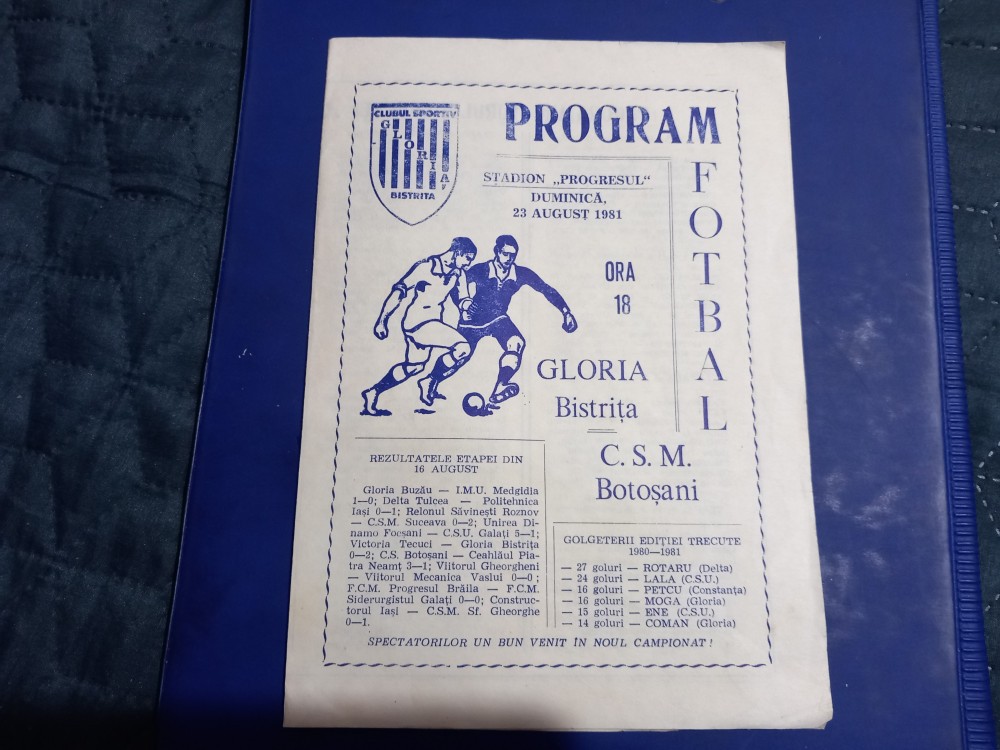 CLUBUL SPORTIV
GLORIA
BISTRITA
PROGRAM
FOTBAL
STADION „PROGRESUL“
DUMINICĂ,
23 AUGUST 1981
ORA
18
GLORIA
Bistrița
—
C. S. M.
Botoșani
REZULTATELE ETAPEI DIN
16 AUGUST
Gloria Buzău — I.M.U. Medgidia
1—0; Delta Tulcea — Politehnica
Iași 0—1; Relonul Săvinești Roznov
— C.S.M. Suceava 0—2; Unirea Di-
namo Focșani — C.S.U. Galați 5—1;
Victoria Tecuci — Gloria Bistrița
0—2; C.S. Botoșani — Ceahlăul Pia-
tra Neamț 3—1; Viitorul Gheorgheni
— Viitorul Mecanica Vaslui 0—0 ;
F.C.M. Progresul Brăila — F.C.M.
Siderurgistul Galați 0—0; Construc-
torul Iași — C.S.M. Sf. Gheorghe
0—1.
GOLGETERII EDIȚIEI TRECUTE
1980—1981
— 27 goluri — ROTARU (Delta)
— 24 goluri — LALA (C.S.U.)
— 16 goluri — PETCU (Constanța)
— 16 goluri — MOGA (Gloria)
— 15 goluri — ENE (C.S.U.)
— 14 goluri — COMAN (Gloria)
SPECTATORILOR UN BUN VENIT ÎN NOUL CAMPIONAT !